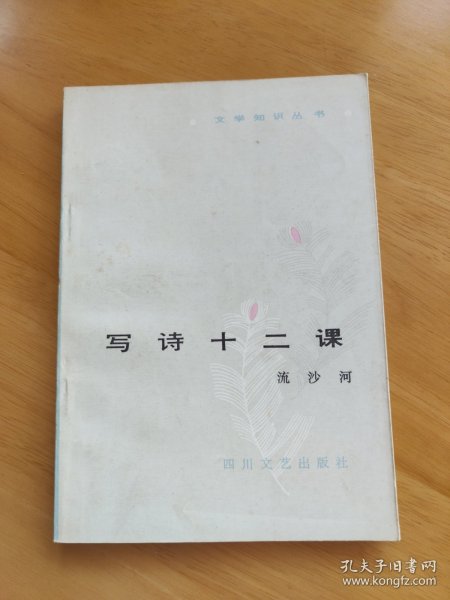 文学知识丛书
写诗十二课
流沙河
四川文艺出版社
孔夫子旧书网
www.kongfz.com